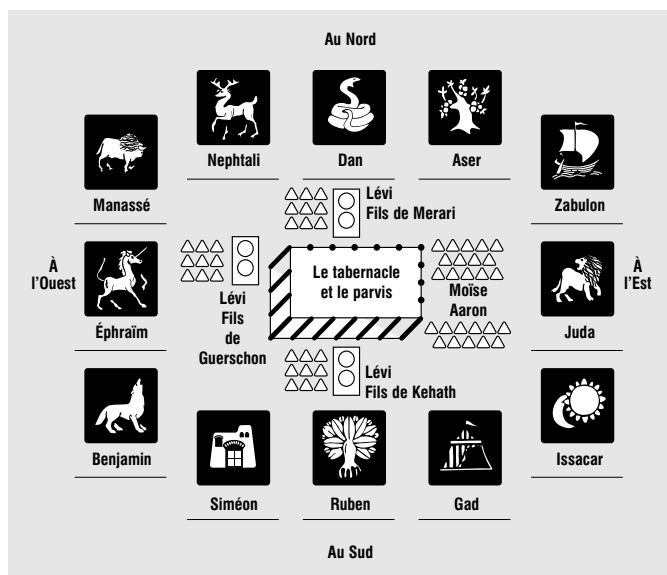 Au Nord
Nephtali
Dan
Aser
Manassé
Zabulon
Lévi
Fils de Merari
À
l'Ouest
Le tabernacle
et le parvis
Moïse
Aaron
À
l'Est
Éphraïm
Lévi
Fils
de
Guerschon
Juda
Lévi
Fils de Kehath
Benjamin
Issacar
Siméon
Ruben
Gad
Au Sud